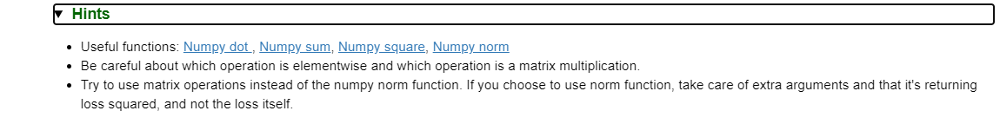 ▼ Hints
• Useful functions: Numpy dot , Numpy sum, Numpy square, Numpy norm
• Be careful about which operation is elementwise and which operation is a matrix multiplication.
• Try to use matrix operations instead of the numpy norm function. If you choose to use norm function, take care of extra arguments and that it's returning
loss squared, and not the loss itself.